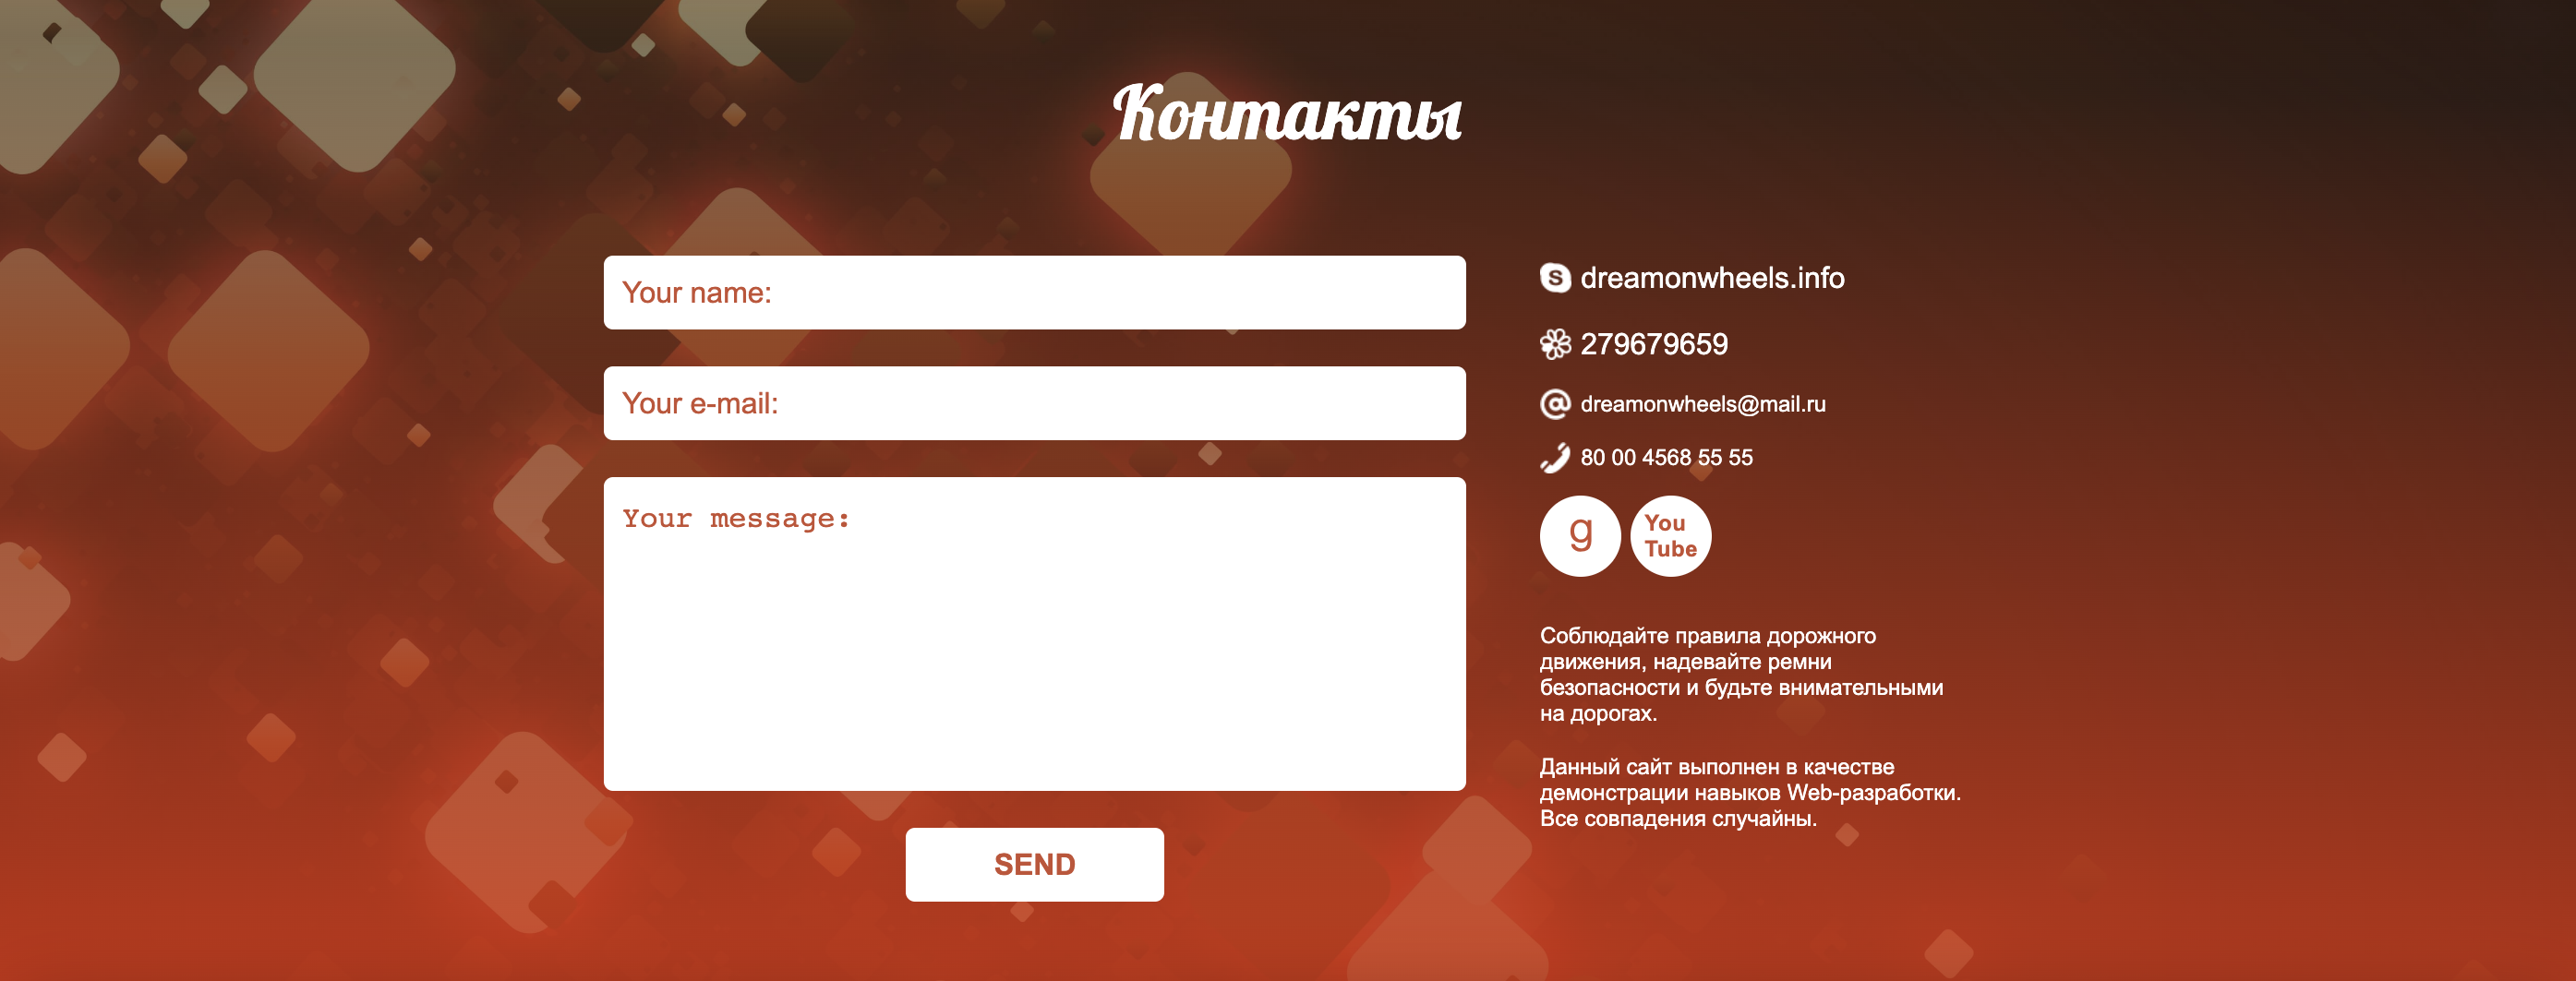 Контакты
Your name:
Your e-mail:
Your message:
SEND
dreamonwheels.info
279679659
dreamonwheels@mail.ru
80 00 4568 55 55
g
You
Tube
Соблюдайте правила дорожного
движения, надевайте ремни
безопасности и будьте внимательными
на дорогах.
Данный сайт выполнен в качестве
демонстрации навыков Web-разработки.
Все совпадения случайны.